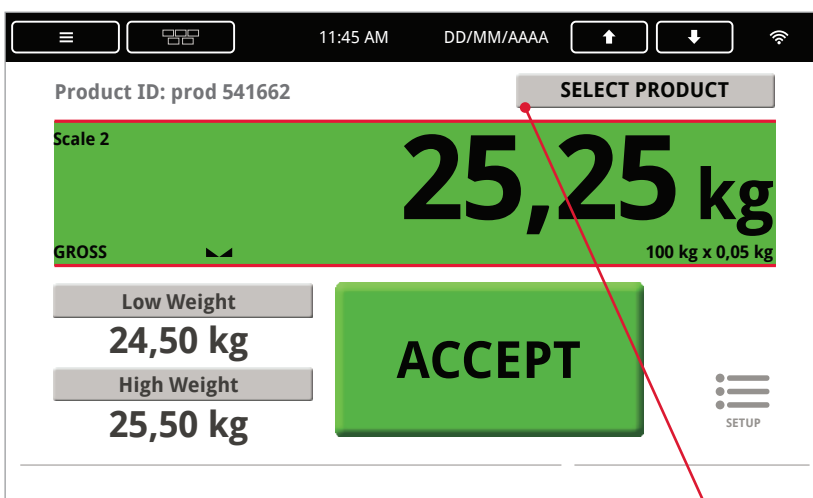 11:45 AM DD/MM/AAAA
Product ID: prod 541662 SELECT PRODUCT
Scale 2
25,25 kg
GROSS 100 kg x 0,05 kg
Low Weight
24,50 kg
ACCEPT
High Weight
25,50 kg
SETUP